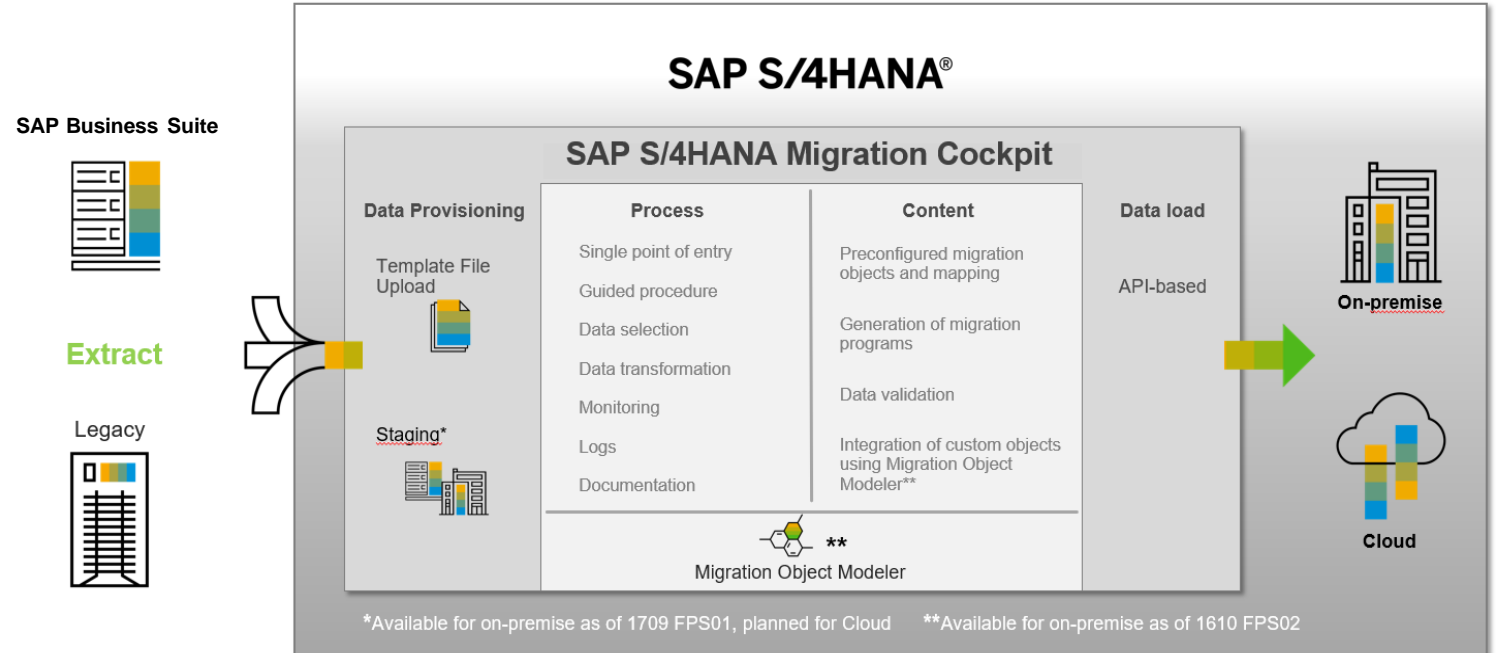 SAP S/4HANA®
SAP Business Suite
Extract
Legacy
SAP S/4HANA Migration Cockpit
Data Provisioning
Template File
Upload
Staging*
Process
Single point of entry
Guided procedure
Data selection
Data transformation
Monitoring
Logs
Documentation
Content
Preconfigured migration
objects and mapping
Generation of migration
programs
Data validation
Integration of custom objects
using Migration Object
Modeler**
**
Migration Object Modeler
Data load
API-based
On-premise
Cloud
*Available for on-premise as of 1709 FPS01, planned for Cloud
**Available for on-premise as of 1610 FPS02